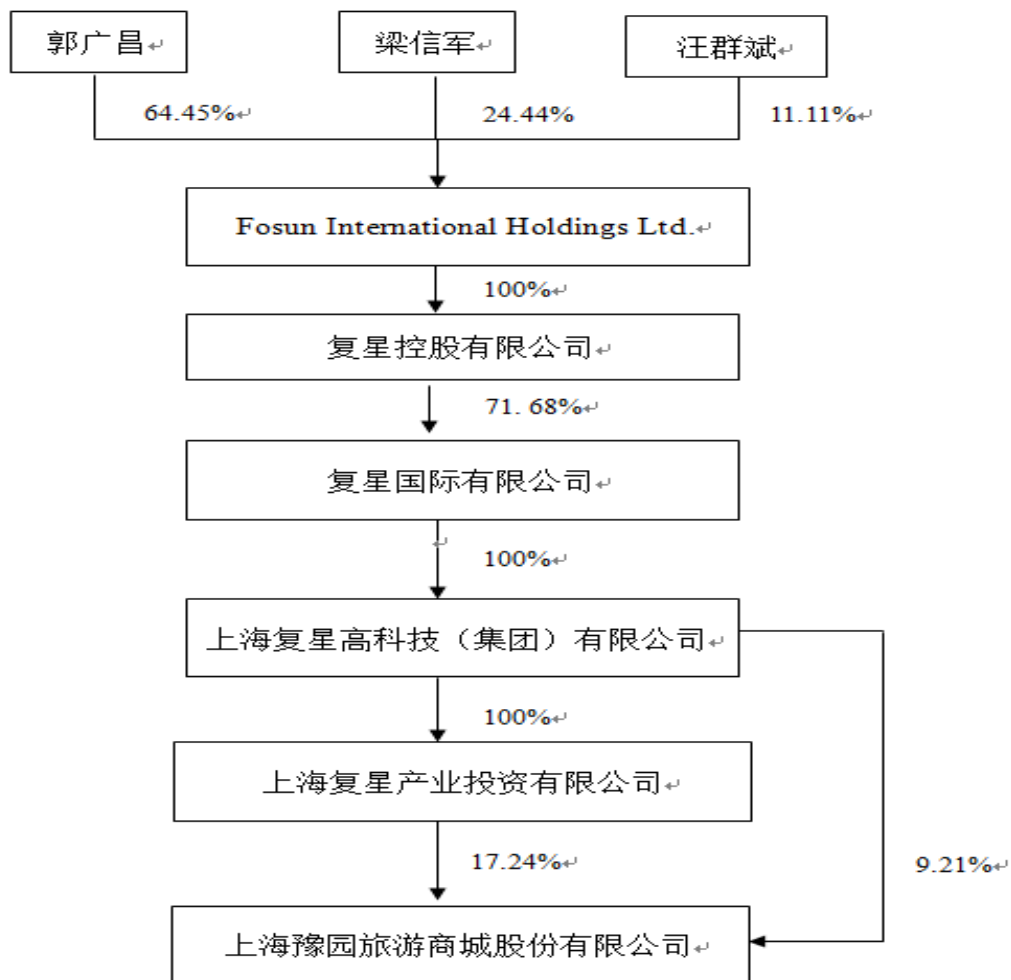 郭广昌
梁信军
汪群斌
64.45%
24.44%
11.11%
Fosun International Holdings Ltd.
100%
复星控股有限公司
71. 68%
复星国际有限公司
100%
上海复星高科技（集团）有限公司
100%
上海复星产业投资有限公司
17.24%
9.21%
上海豫园旅游商城股份有限公司